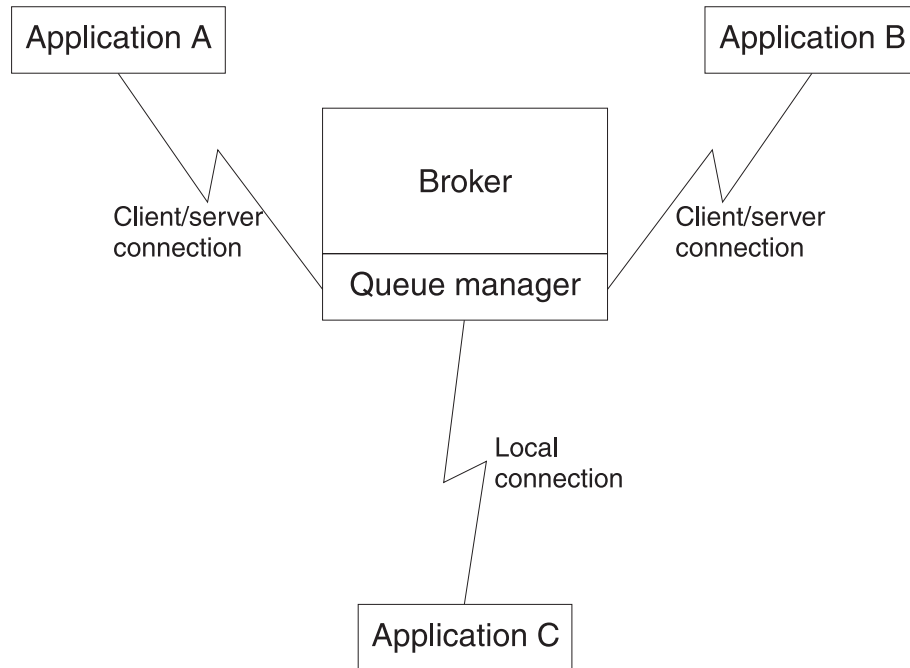 Application A
Application B
Broker
Client/server
connection
Client/server
connection
Queue manager
Local
connection
Application C